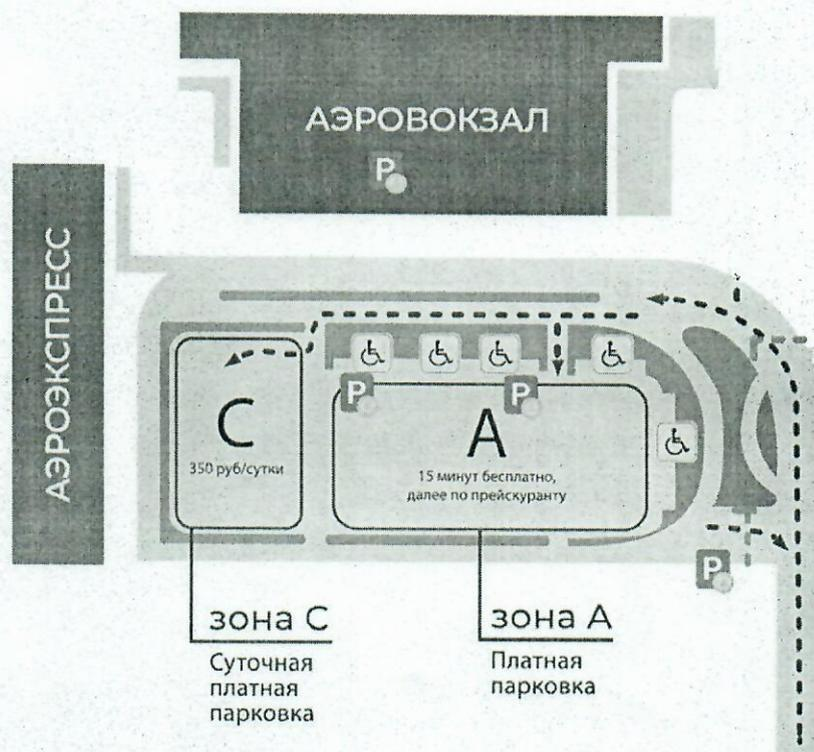 АЭРОВОКЗАЛ
P
АЭРОЭКСПРЕСС
P
P
C
350 руб/сутки
A
15 минут бесплатно,
далее по прейскуранту
P
зона C
Суточная
платная
парковка
зона A
Платная
парковка